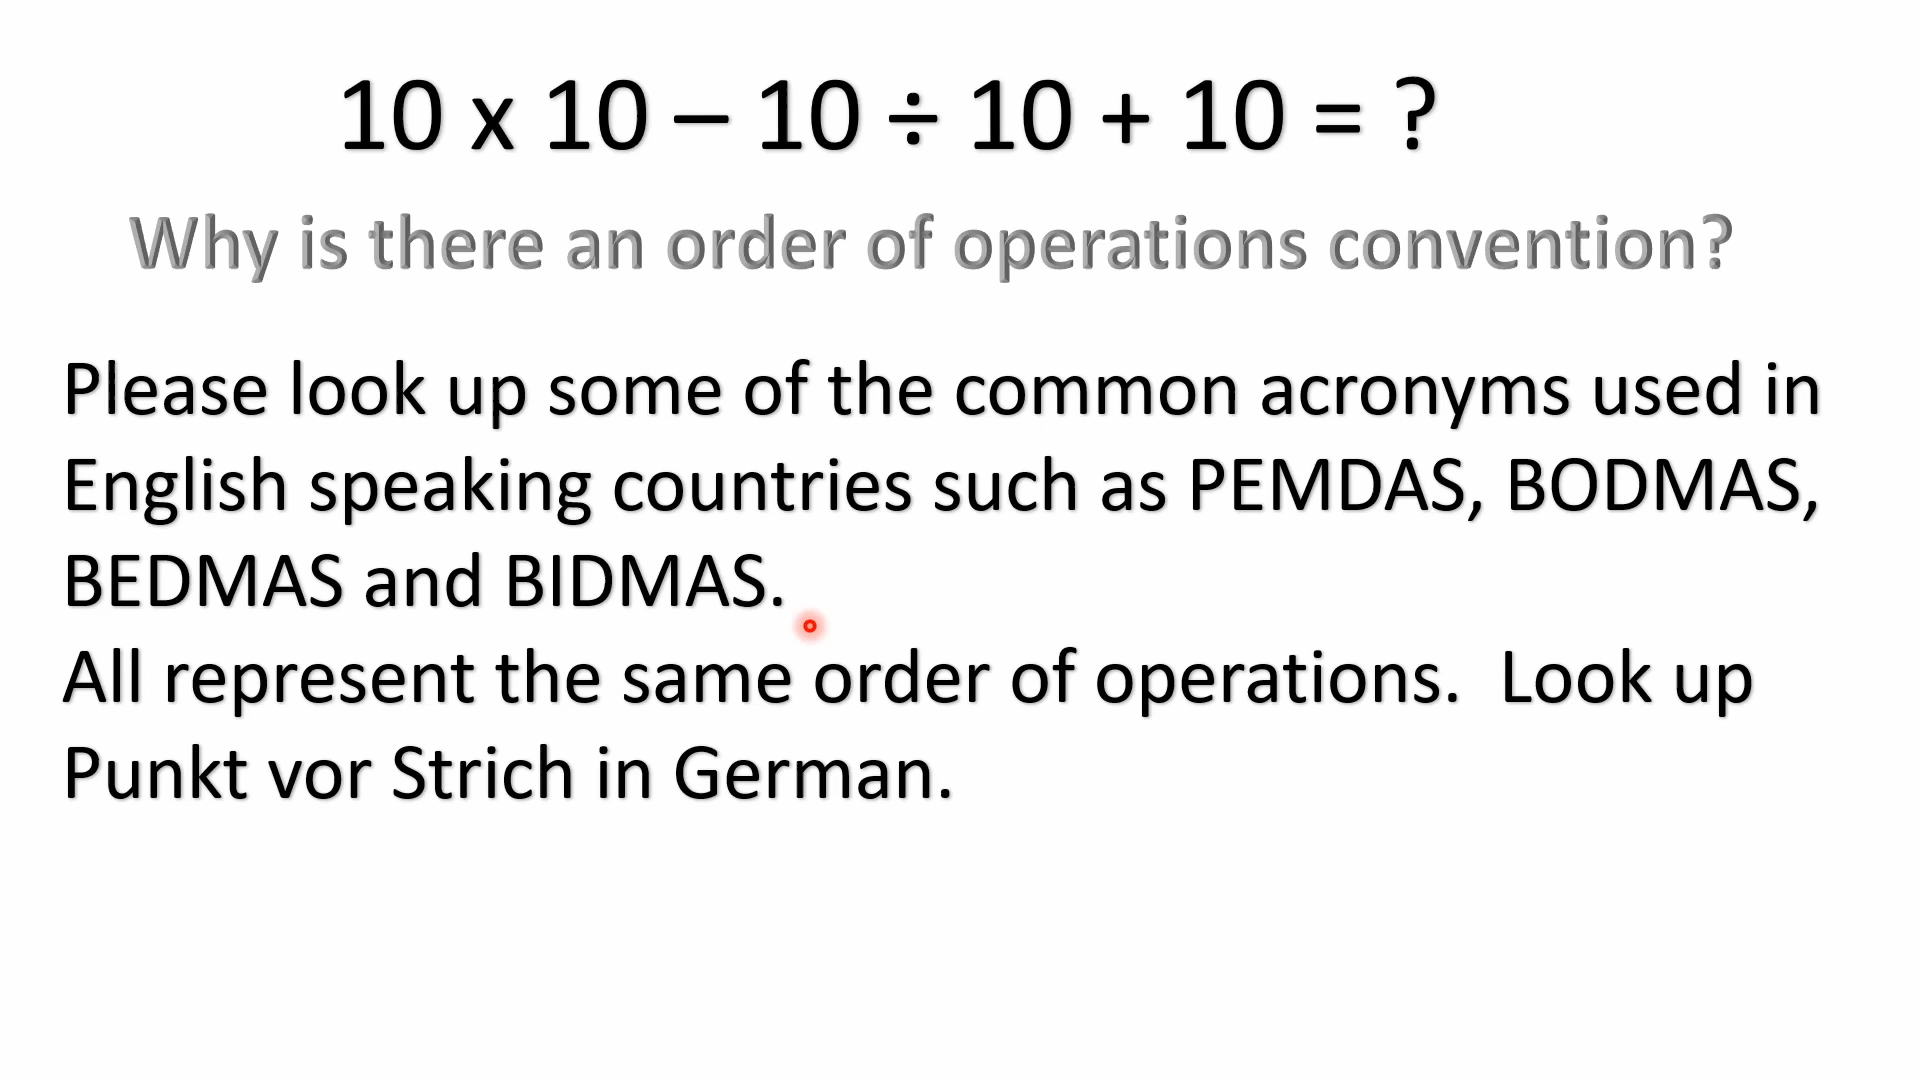 10 x 10 – 10 ÷ 10 + 10 = ?
Why is there an order of operations convention?
Please look up some of the common acronyms used in
English speaking countries such as PEMDAS, BODMAS,
BEDMAS and BIDMAS.
All represent the same order of operations.  Look up
Punkt vor Strich in German.